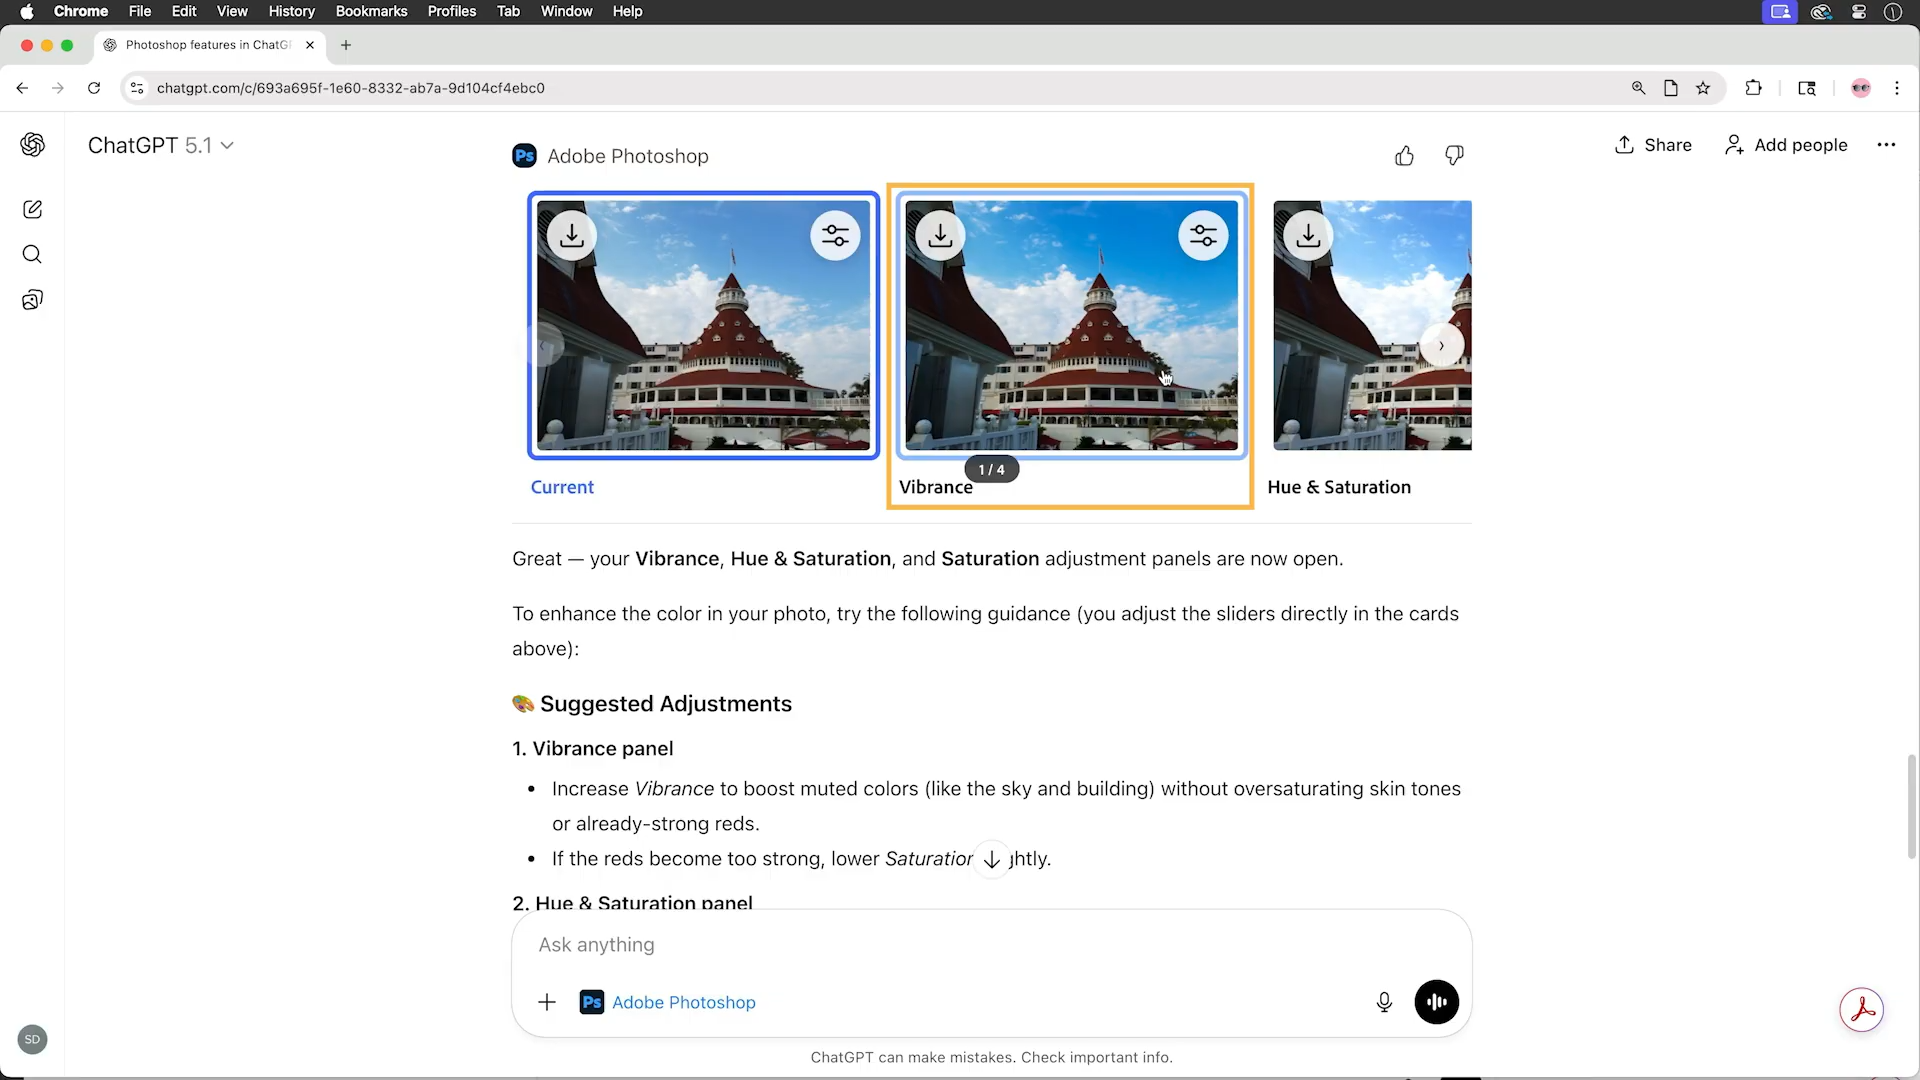 Chrome File Edit View History Bookmarks Profiles Tab Window Help
Photoshop features in ChatG
chatgpt.com/c/693a695f-1e60-8332-ab7a-9d104cf4ebc0
ChatGPT 5.1
Ps Adobe Photoshop
Share
Add people
Current
1 / 4
Vibrance
Hue & Saturation
Great — your Vibrance, Hue & Saturation, and Saturation adjustment panels are now open.
To enhance the color in your photo, try the following guidance (you adjust the sliders directly in the cards
above):
🎨 Suggested Adjustments
1. Vibrance panel
• Increase Vibrance to boost muted colors (like the sky and building) without oversaturating skin tones
or already-strong reds.
• If the reds become too strong, lower Saturation ghtly.
2. Hue & Saturation panel
Ask anything
Ps Adobe Photoshop
SD
ChatGPT can make mistakes. Check important info.